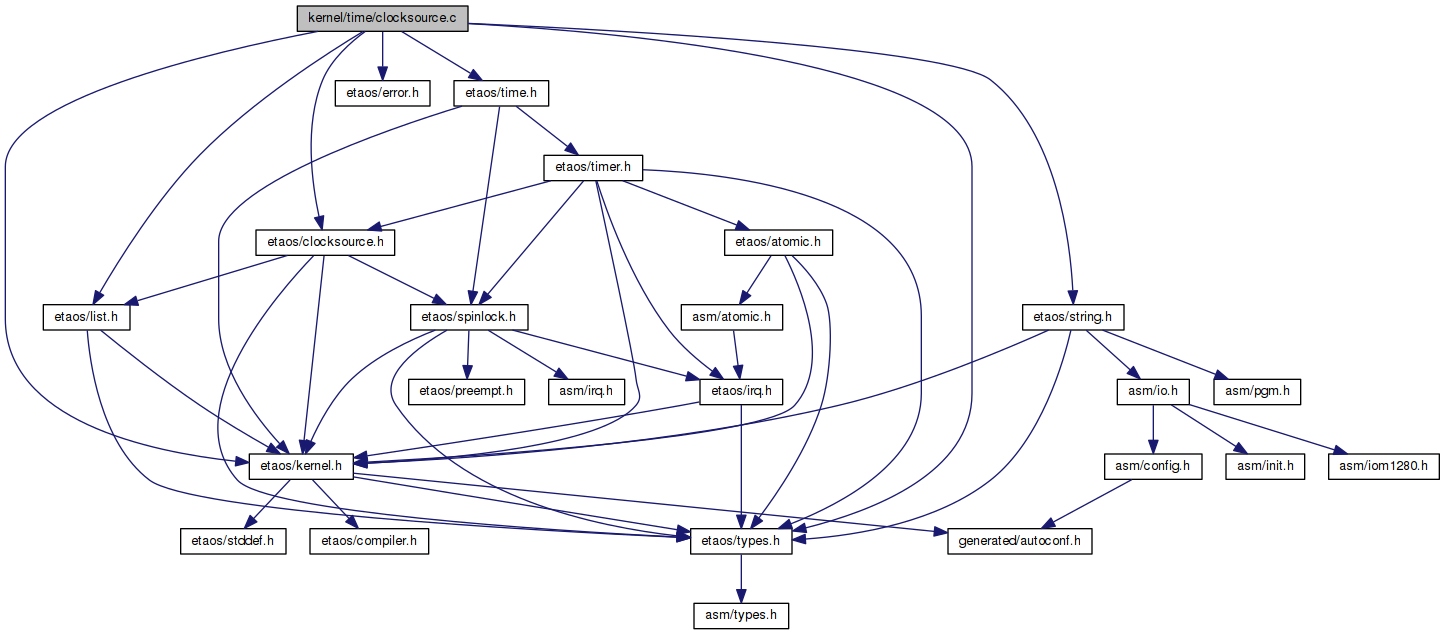 kernel/time/clocksource.c
etaos/error.h
etaos/time.h
etaos/timer.h
etaos/clocksource.h
etaos/atomic.h
etaos/list.h
etaos/spinlock.h
asm/atomic.h
etaos/string.h
etaos/preempt.h
asm/irq.h
etaos/irq.h
asm/io.h
asm/pgm.h
etaos/kernel.h
asm/config.h
asm/init.h
asm/iom1280.h
etaos/stddef.h
etaos/compiler.h
etaos/types.h
generated/autoconf.h
asm/types.h